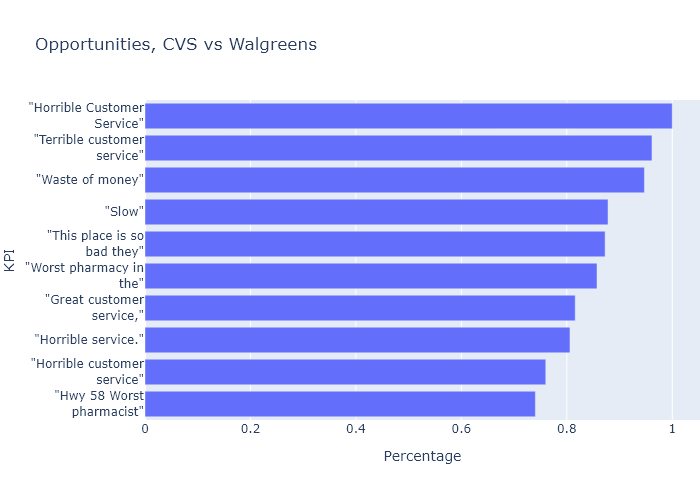 Opportunities, CVS vs Walgreens
KPI
"Horrible Customer
Service"
"Terrible customer
service"
"Waste of money"
"Slow"
"This place is so
bad they"
"Worst pharmacy in
the"
"Great customer
service,"
"Horrible service."
"Horrible customer
service"
"Hwy 58 Worst
pharmacist"
0 0.2 0.4 0.6 0.8 1
Percentage